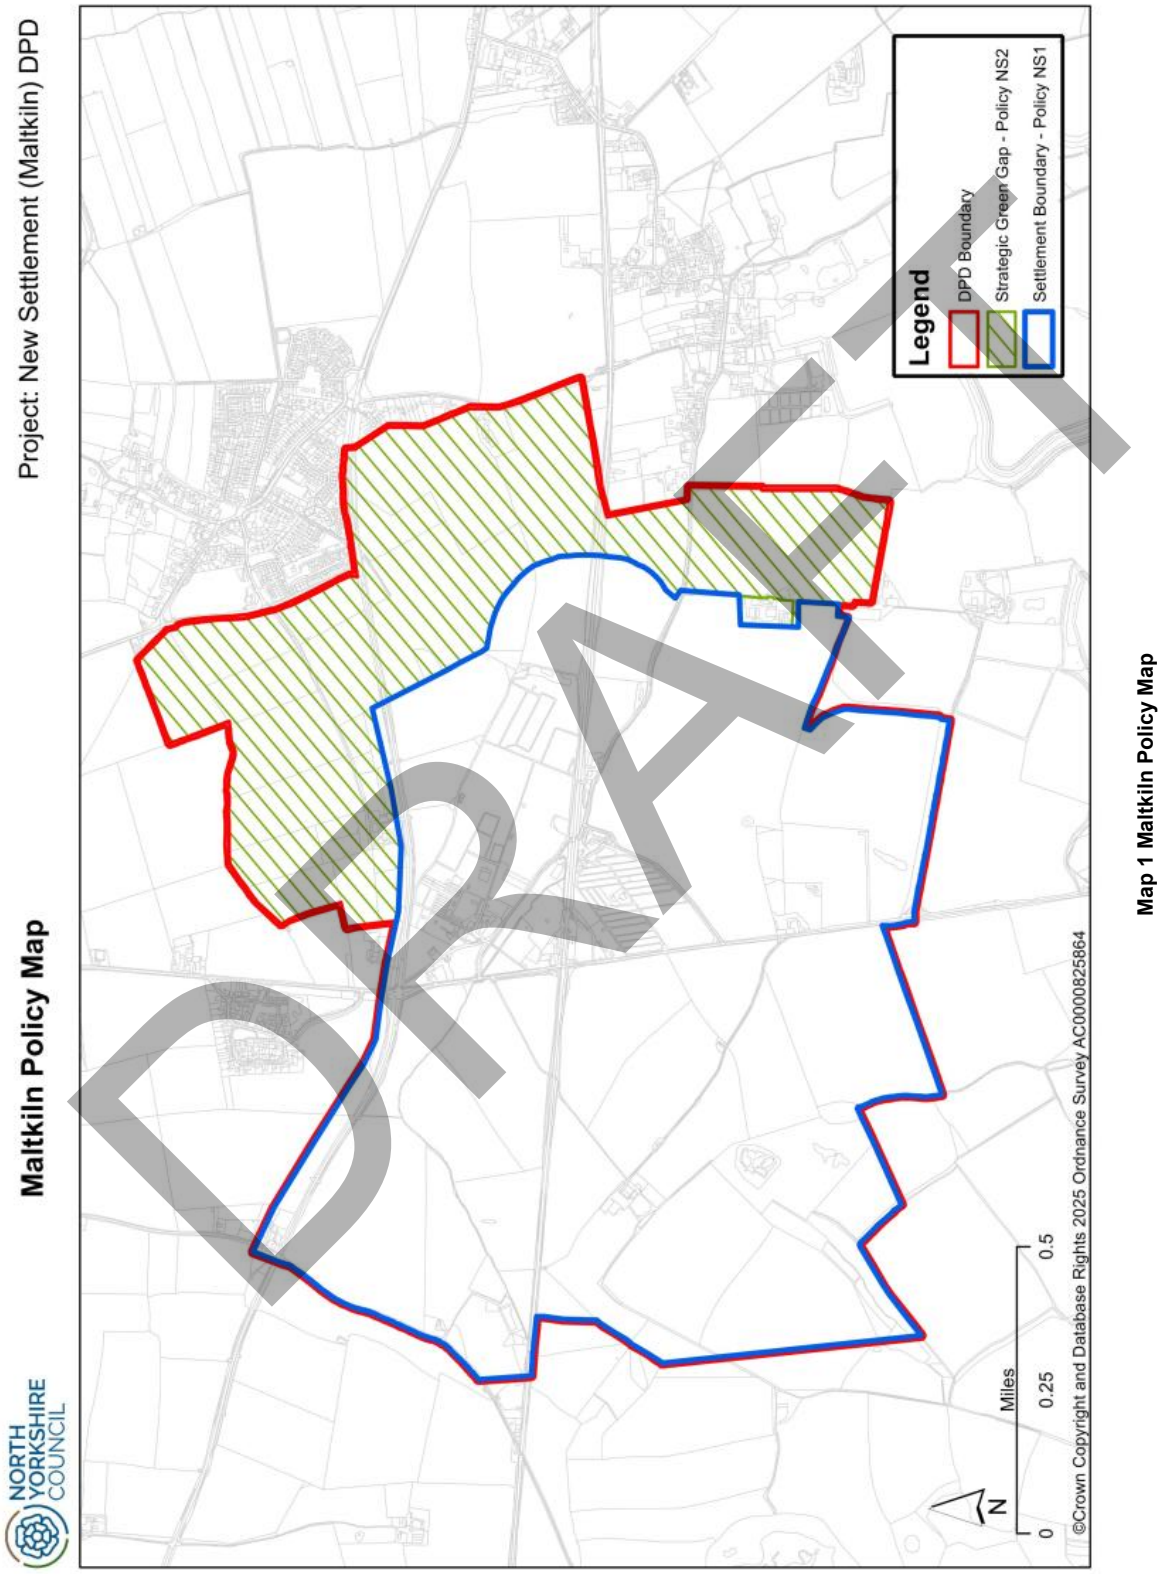 NORTH
YORKSHIRE
COUNCIL
Maltkiln Policy Map
Project: New Settlement (Maltkiln) DPD
DRAFT
Legend
DPD Boundary
Strategic Green Gap - Policy NS2
Settlement Boundary - Policy NS1
N
Miles
0 0.25 0.5
©Crown Copyright and Database Rights 2025 Ordnance Survey AC0000825864
Map 1 Maltkiln Policy Map